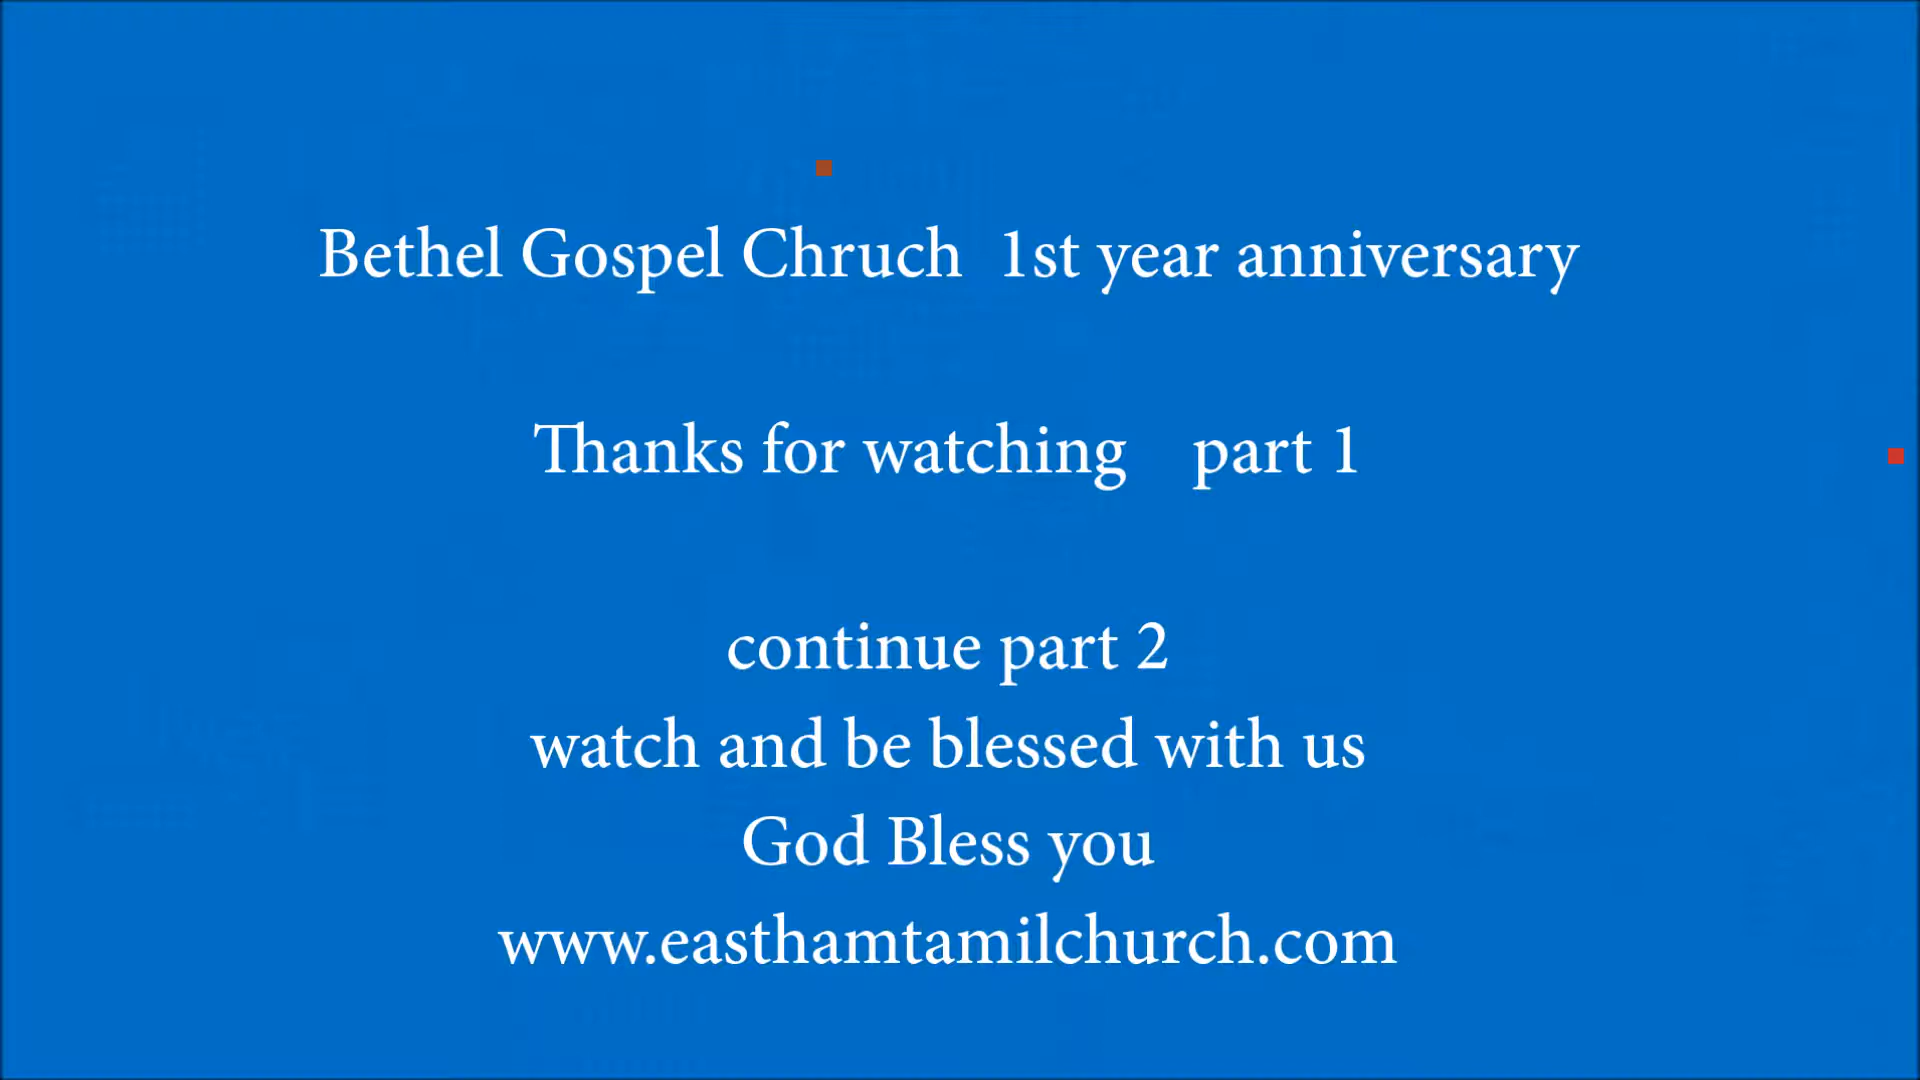 Bethel Gospel Chruch  1st year anniversary
Thanks for watching    part 1
continue part 2
watch and be blessed with us
God Bless you
www.easthamtamilchurch.com